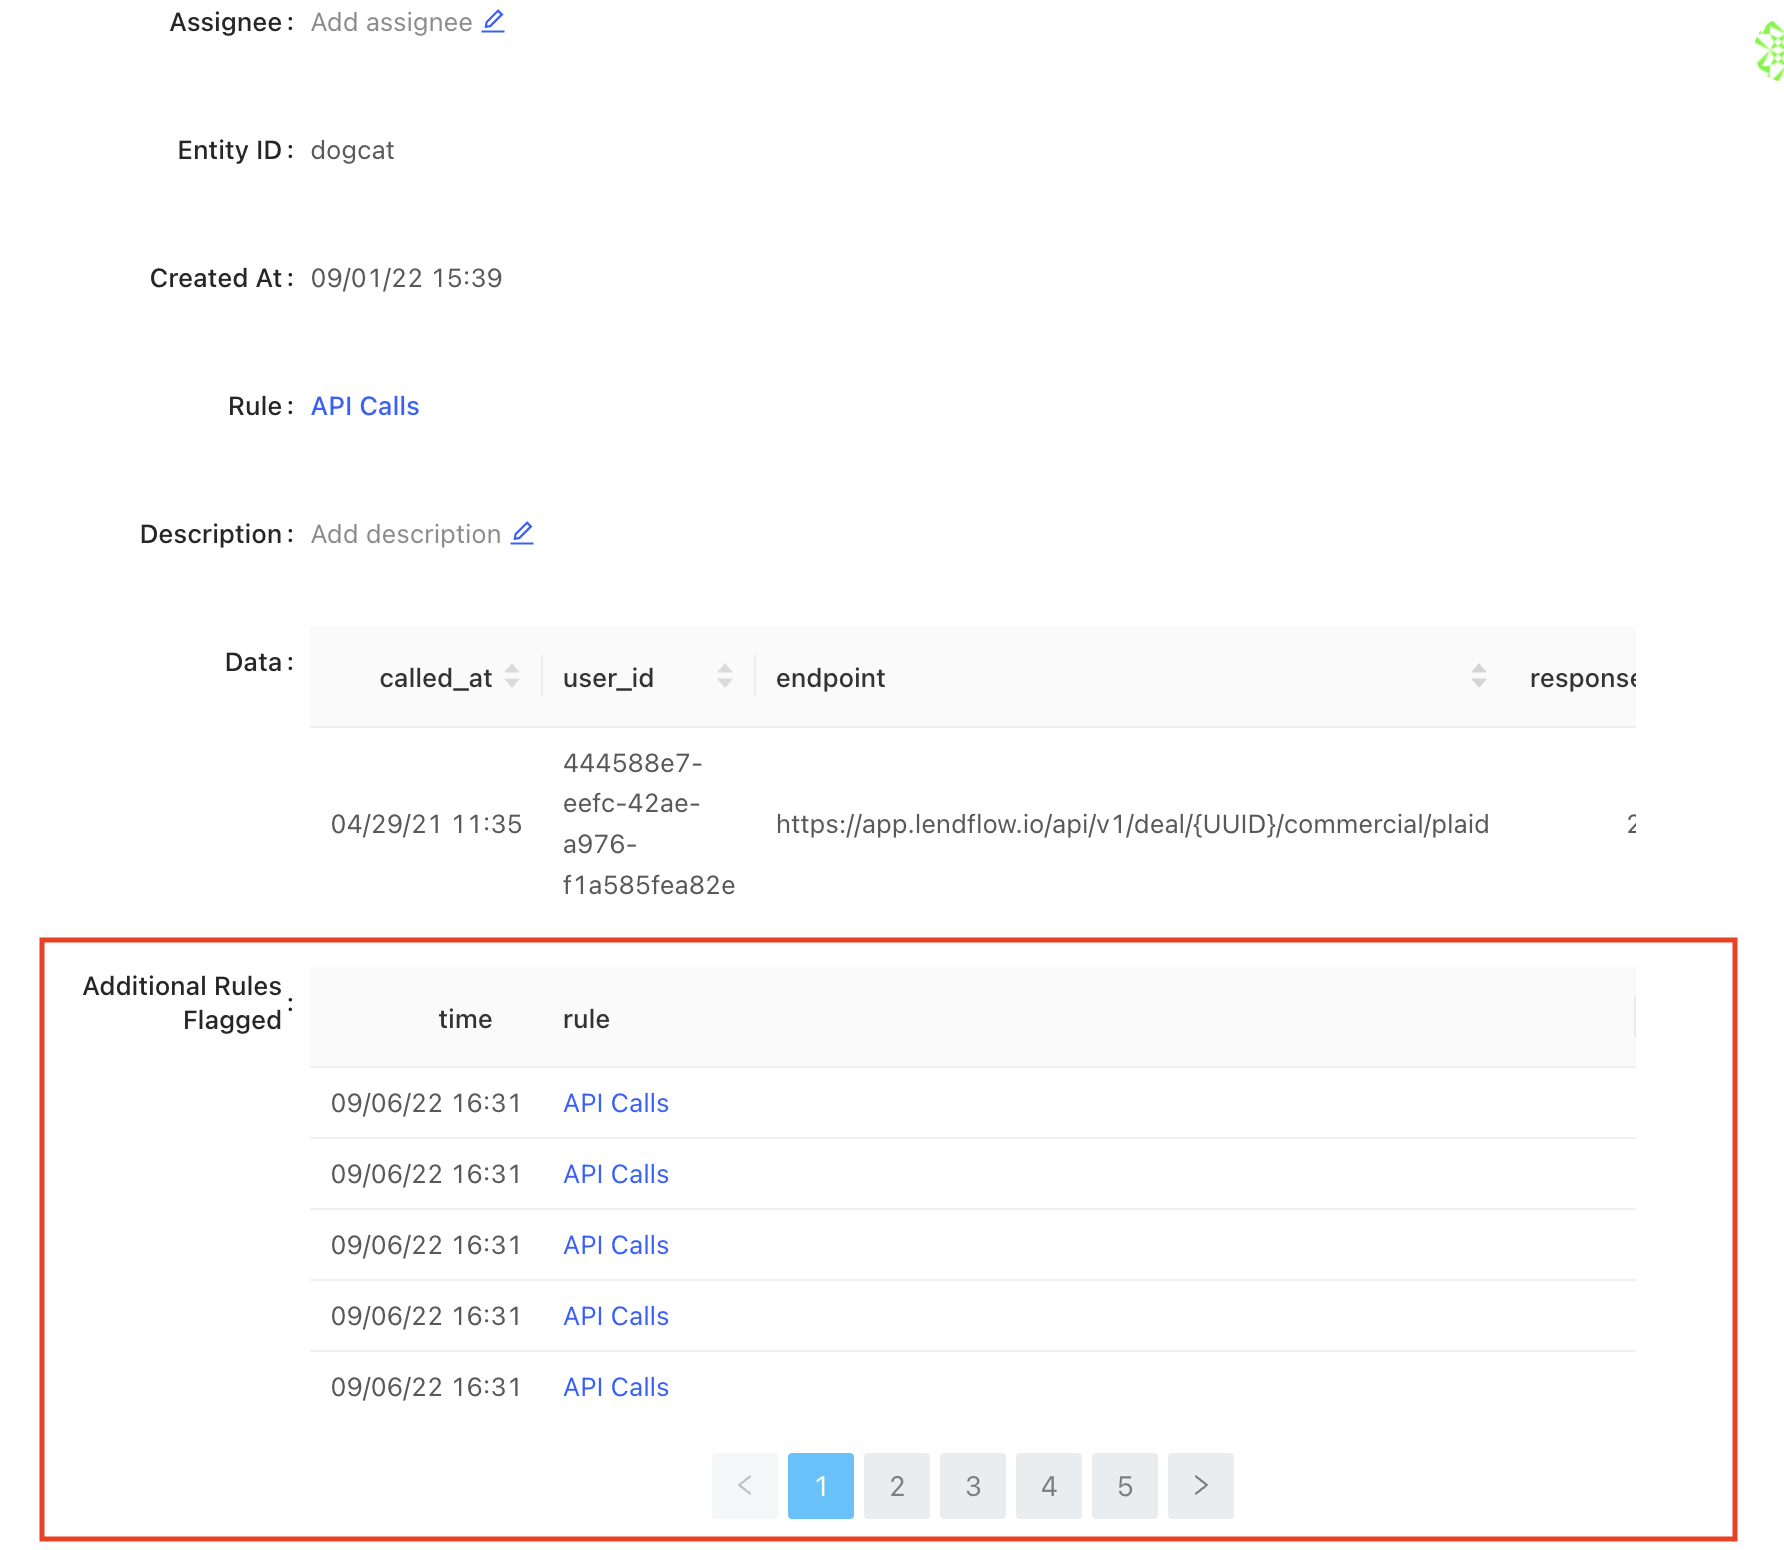 Assignee: Add assignee
Entity ID: dogcat
Created At: 09/01/22 15:39
Rule: API Calls
Description: Add description
Data:
called_at user_id endpoint response
04/29/21 11:35
444588e7-
eefc-42ae-
a976-
f1a585fea82e
https://app.lendflow.io/api/v1/deal/{UUID}/commercial/plaid
2
Additional Rules
Flagged:
time rule
09/06/22 16:31 API Calls
09/06/22 16:31 API Calls
09/06/22 16:31 API Calls
09/06/22 16:31 API Calls
09/06/22 16:31 API Calls
< 1 2 3 4 5 >